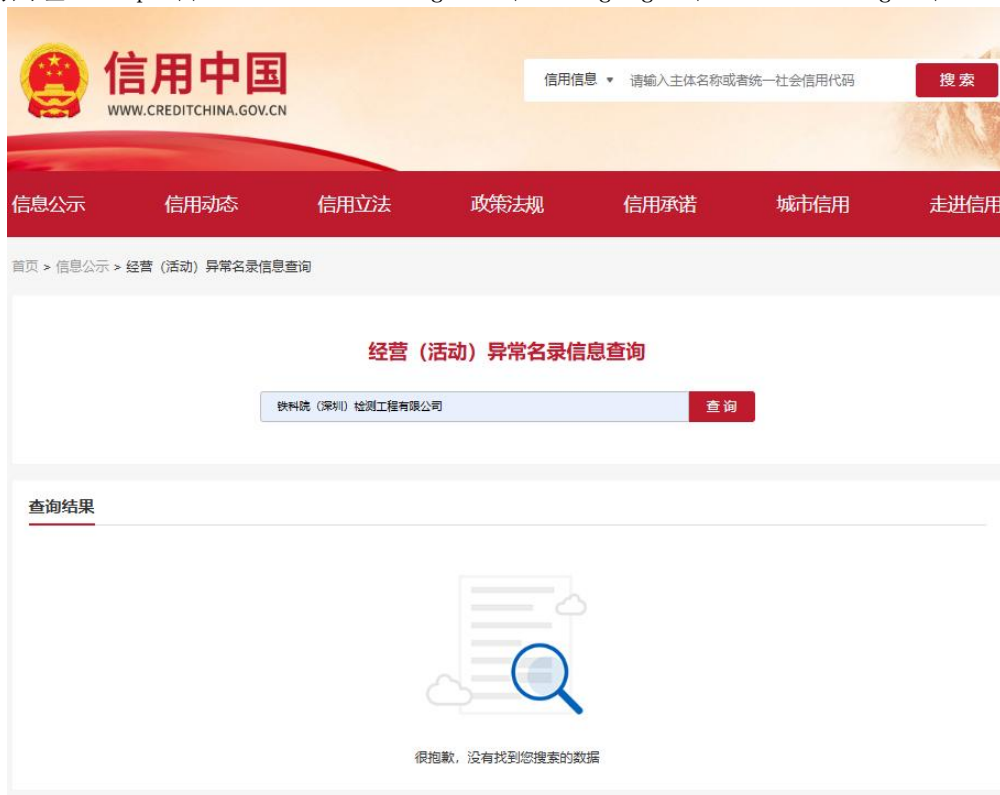 信用中国
WWW.CREDITCHINA.GOV.CN
信用信息 请输入主体名称或者统一社会信用代码 搜索
信息公示 信用动态 信用立法 政策法规 信用承诺 城市信用 走进信用
首页 > 信息公示 > 经营（活动）异常名录信息查询
经营（活动）异常名录信息查询
铁科院（深圳）检测工程有限公司 查询
查询结果
很抱歉，没有找到您搜索的数据